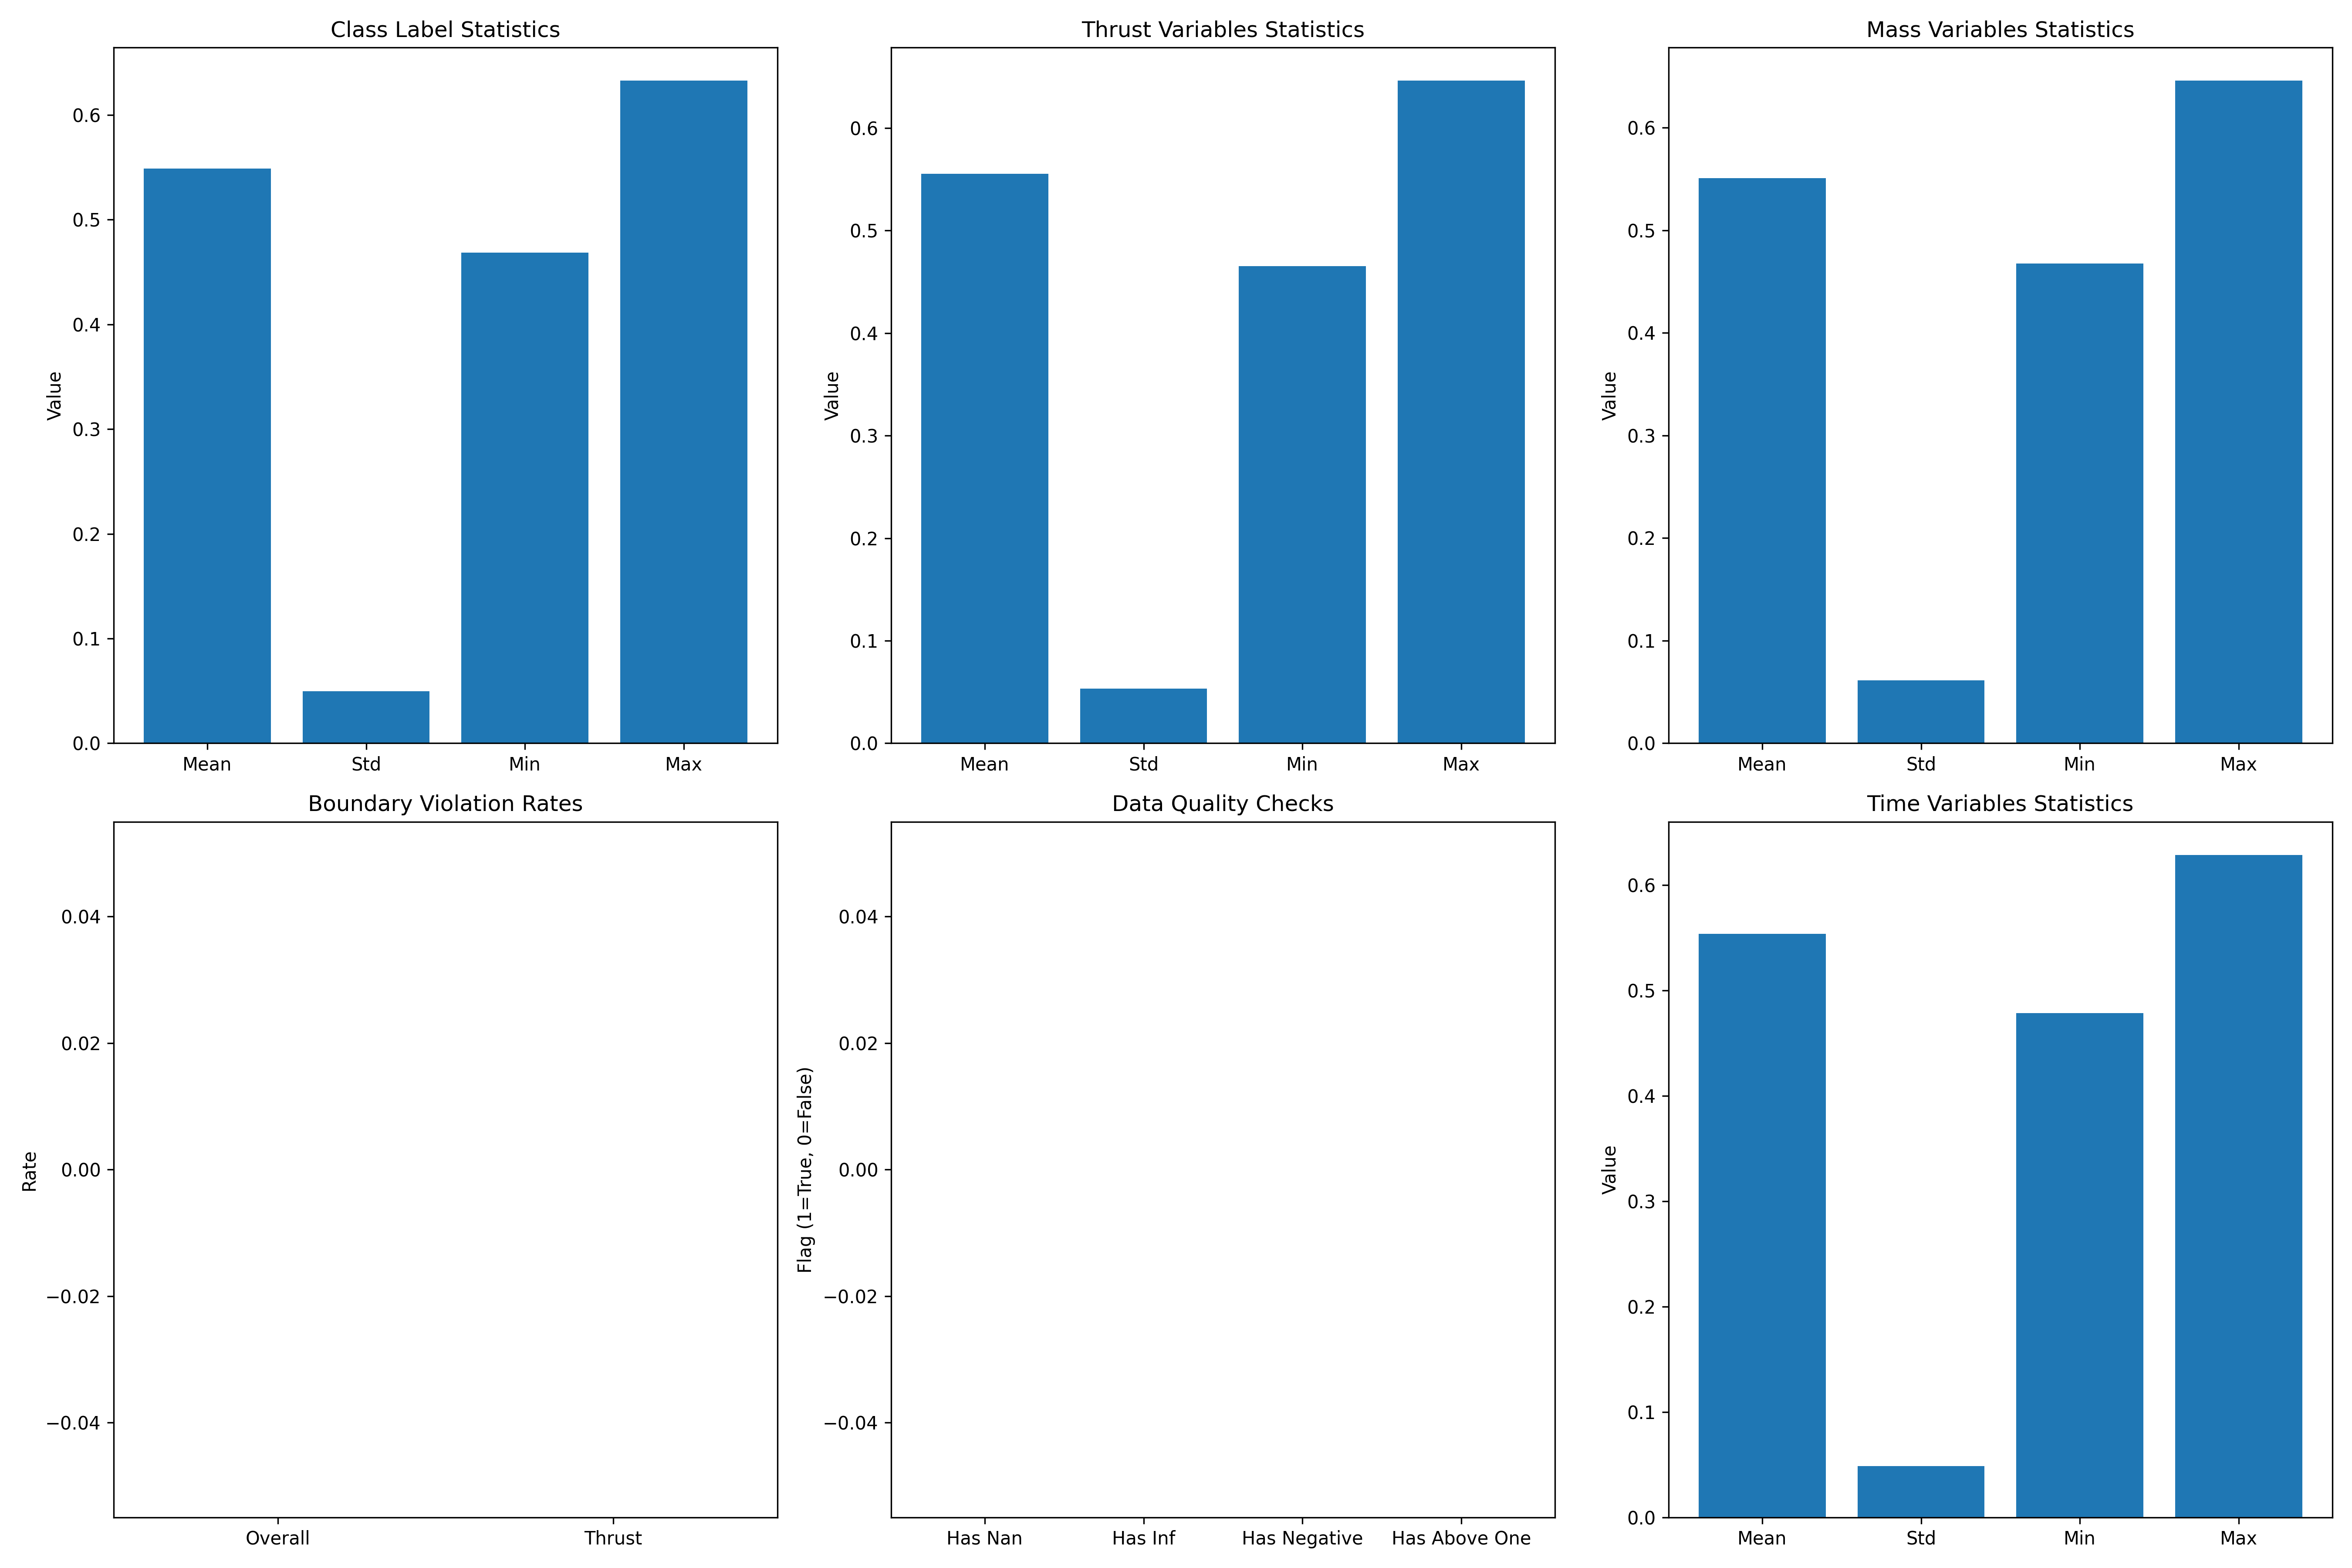 Class Label Statistics
Value
0.6
0.5
0.4
0.3
0.2
0.1
0.0
Mean Std Min Max
Thrust Variables Statistics
Value
0.6
0.5
0.4
0.3
0.2
0.1
0.0
Mean Std Min Max
Mass Variables Statistics
Value
0.6
0.5
0.4
0.3
0.2
0.1
0.0
Mean Std Min Max
Boundary Violation Rates
Rate
0.04
0.02
0.00
−0.02
−0.04
Overall Thrust
Data Quality Checks
Flag (1=True, 0=False)
0.04
0.02
0.00
−0.02
−0.04
Has Nan Has Inf Has Negative Has Above One
Time Variables Statistics
Value
0.6
0.5
0.4
0.3
0.2
0.1
0.0
Mean Std Min Max